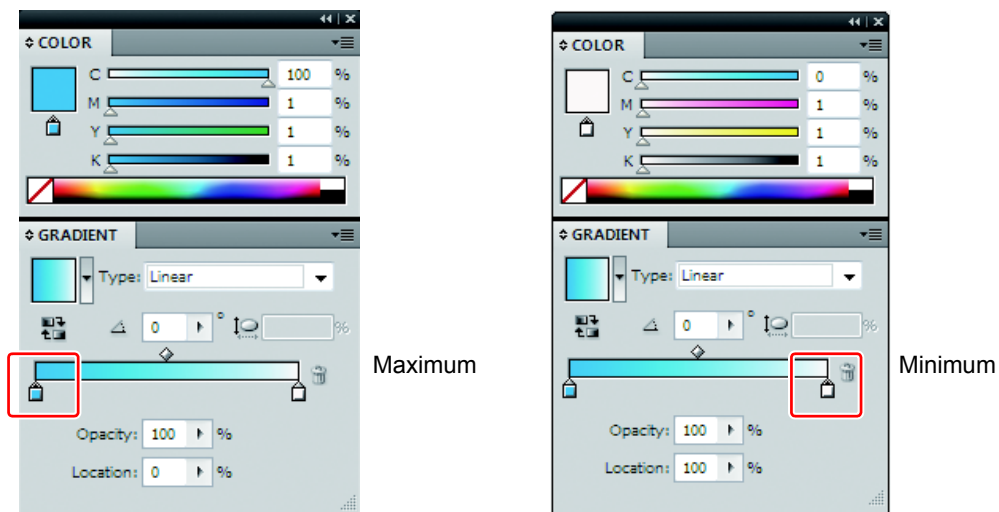 COLOR
C 100 %
M 1 %
Y 1 %
K 1 %
GRADIENT
Type: Linear
0 ° %
Maximum
Opacity: 100 %
Location: 0 %
COLOR
C 0 %
M 1 %
Y 1 %
K 1 %
GRADIENT
Type: Linear
0 ° %
Minimum
Opacity: 100 %
Location: 100 %